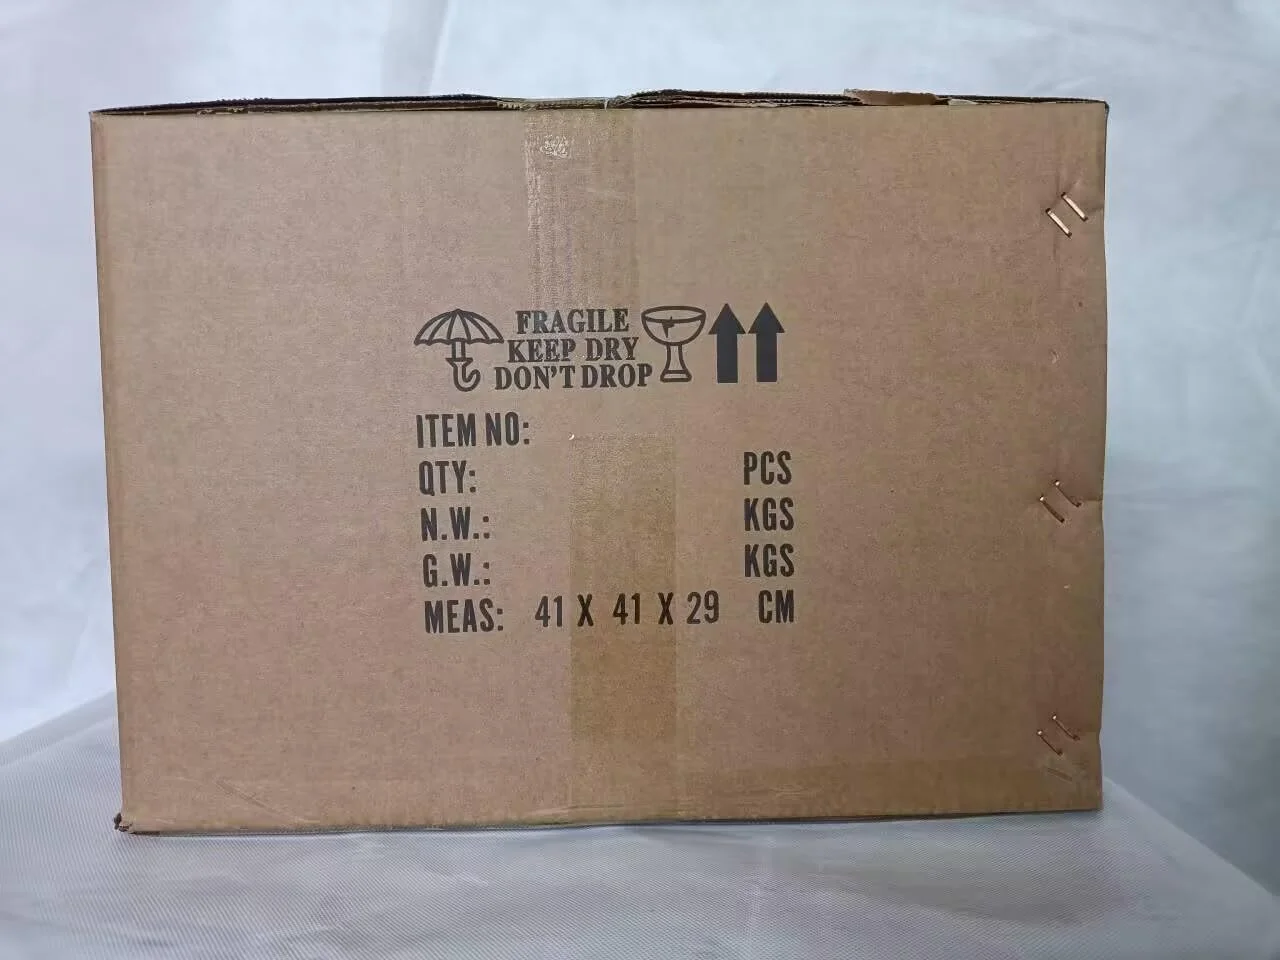 FRAGILE
KEEP DRY
DON'T DROP
ITEM NO:
QTY: PCS
N.W.: KGS
G.W.: KGS
MEAS: 41 X 41 X 29 CM